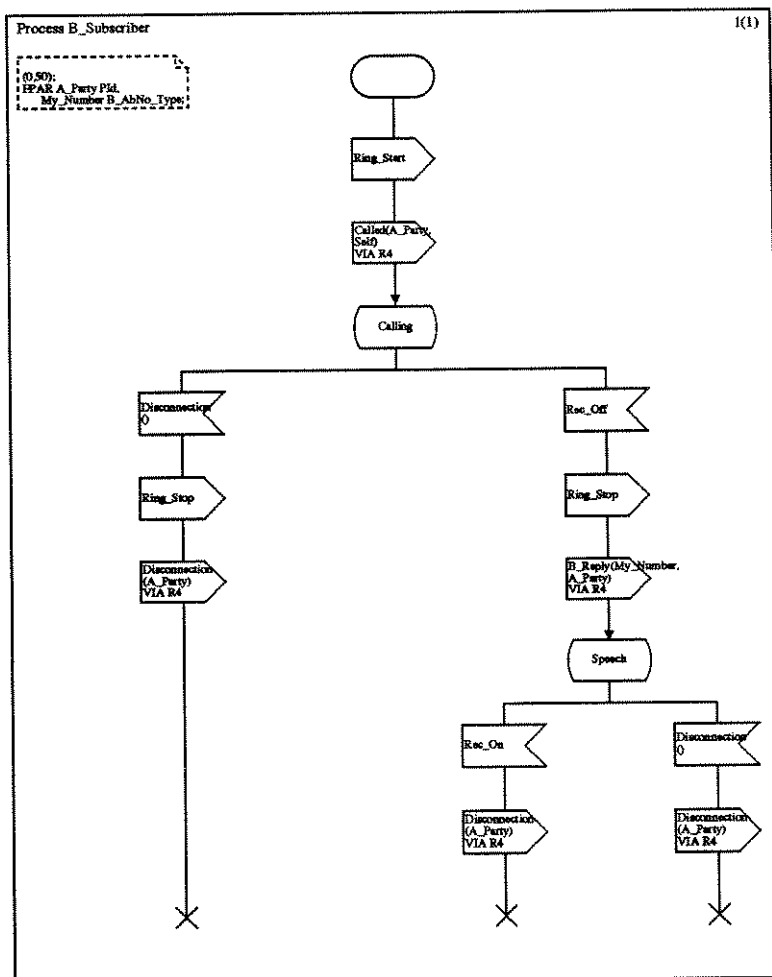 Process B_Subscriber
1(1)
(0,50);
FPAR A_Party PId,
My_Number B_AbNo_Type;
Ring_Start
Called(A_Party,
Self)
VIA R4
Calling
Disconnection
()
Rec_Off
Ring_Stop
Ring_Stop
Disconnection
(A_Party)
VIA R4
B_Reply(My_Number,
A_Party)
VIA R4
Speech
Rec_On
Disconnection
()
Disconnection
(A_Party)
VIA R4
Disconnection
(A_Party)
VIA R4